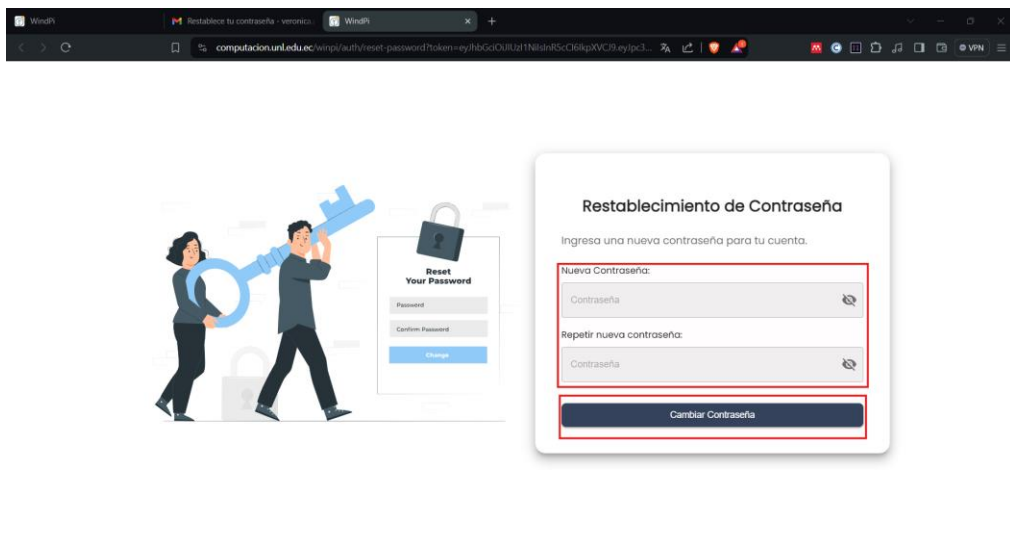 WindPi
Restablece tu contraseña - veronica.
WindPi
computacion.unl.edu.ec/winpi/auth/reset-password?token=
VPN
Restablecimiento de Contraseña
Ingresa una nueva contraseña para tu cuenta.
Nueva Contraseña:
Contraseña
Repetir nueva contraseña:
Contraseña
Cambiar Contraseña
Reset
Your Password
Password
Confirm Password
Change